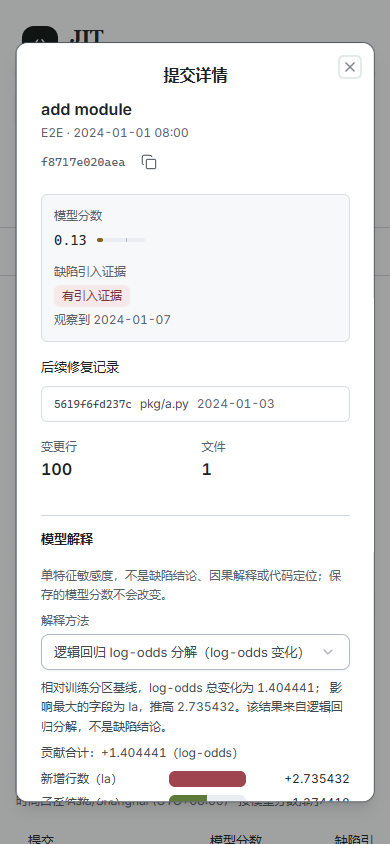 JIT
提交详情
add module
E2E · 2024-01-01 08:00
f8717e020aea
模型分数
0.13
缺陷引入证据
有引入证据
观察到 2024-01-07
后续修复记录
5619f6fd237c pkg/a.py 2024-01-03
变更行 文件
100 1
模型解释
单特征敏感度，不是缺陷结论、因果解释或代码定位；保
存的模型分数不会改变。
解释方法
逻辑回归 log-odds 分解（log-odds 变化）
相对训练分区基线，log-odds 总变化为 1.404441； 影
响最大的字段为 la，推高 2.735432。该结果来自逻辑回
归分解，不是缺陷结论。
贡献合计：+1.404441（log-odds）
新增行数（la） +2.735432
提交 模型分数 缺陷引